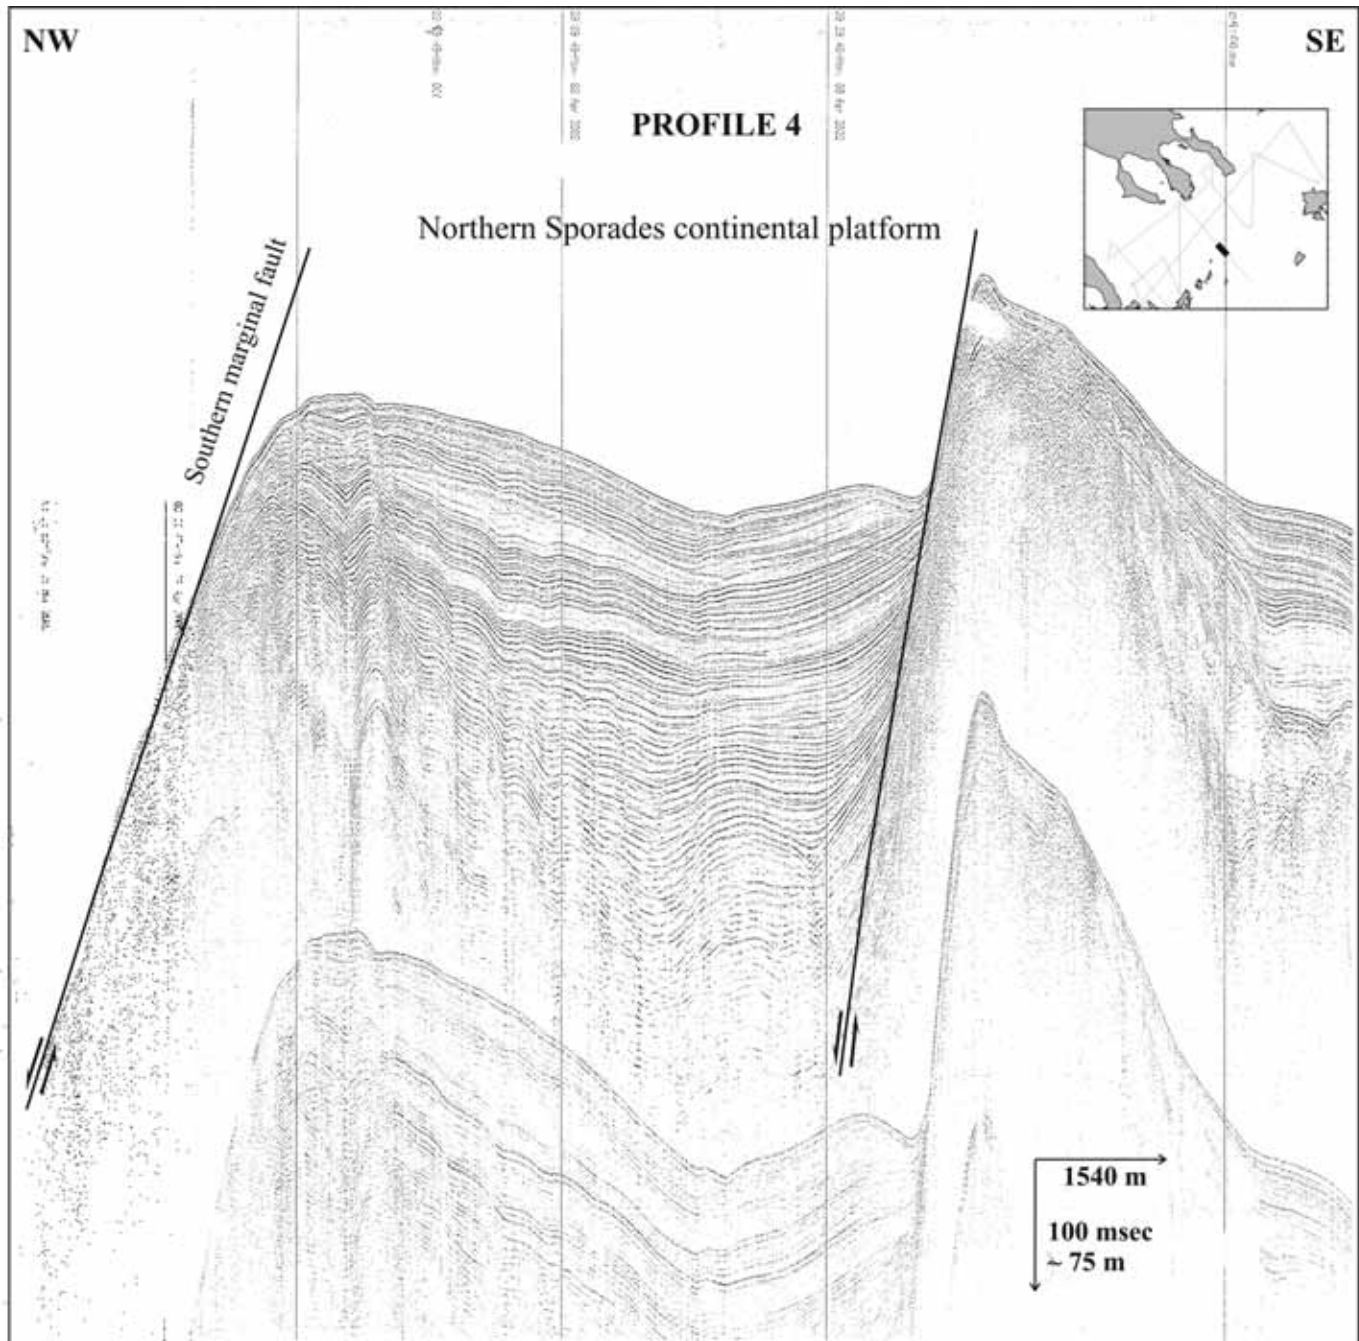 NW
SE
PROFILE 4
Northern Sporades continental platform
Southern marginal fault
1540 m
100 msec
~ 75 m